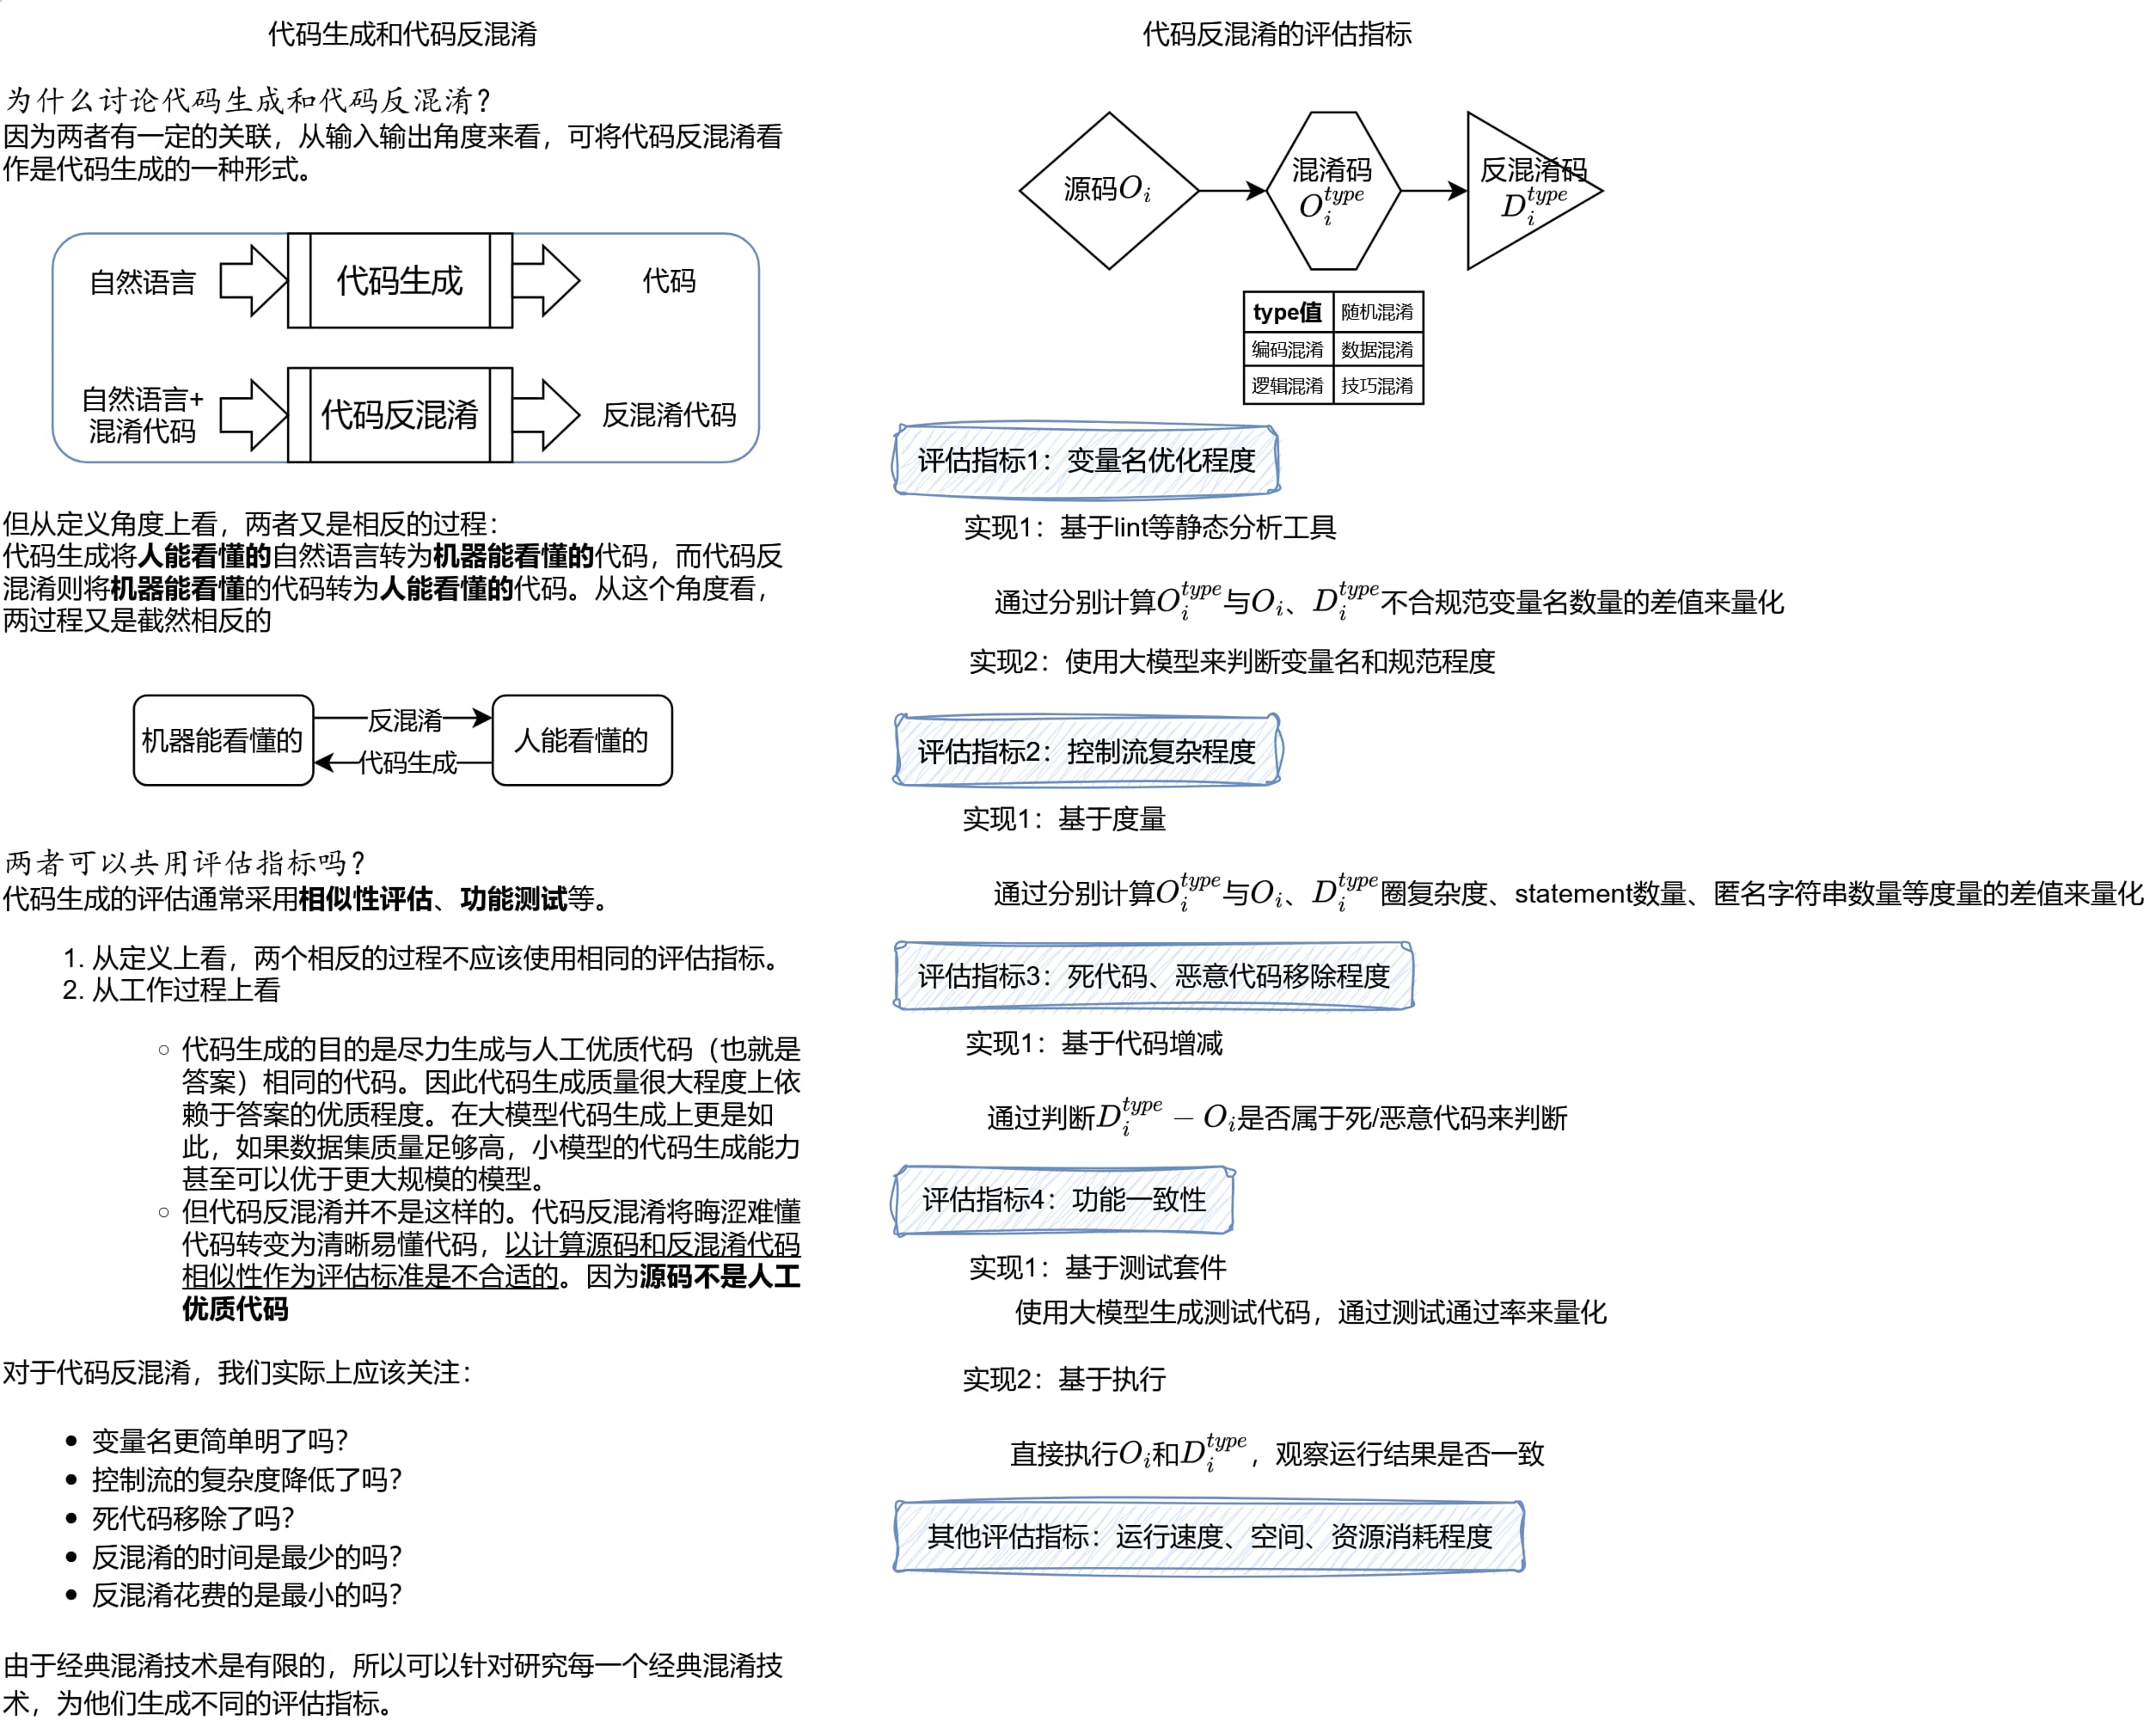 代码生成和代码反混淆
为什么讨论代码生成和代码反混淆？
因为两者有一定的关联，从输入输出角度来看，可将代码反混淆看
作是代码生成的一种形式。
自然语言
代码生成
代码
自然语言+
混淆代码
代码反混淆
反混淆代码
但从定义角度上看，两者又是相反的过程：
代码生成将人能看懂的自然语言转为机器能看懂的代码，而代码反
混淆则将机器能看懂的代码转为人能看懂的代码。从这个角度看，
两过程又是截然相反的
机器能看懂的
反混淆
代码生成
人能看懂的
两者可以共用评估指标吗？
代码生成的评估通常采用相似性评估、功能测试等。
1. 从定义上看，两个相反的过程不应该使用相同的评估指标。
2. 从工作过程上看
○ 代码生成的目的是尽力生成与人工优质代码（也就是
答案）相同的代码。因此代码生成质量很大程度上依
赖于答案的优质程度。在大模型代码生成上更是如
此，如果数据集质量足够高，小模型的代码生成能力
甚至可以优于更大规模的模型。
○ 但代码反混淆并不是这样的。代码反混淆将晦涩难懂
代码转变为清晰易懂代码，以计算源码和反混淆代码
相似性作为评估标准是不合适的。因为源码不是人工
优质代码
对于代码反混淆，我们实际上应该关注：
• 变量名更简单明了吗？
• 控制流的复杂度降低了吗？
• 死代码移除了吗？
• 反混淆的时间是最少的吗？
• 反混淆花费的是最小的吗？
由于经典混淆技术是有限的，所以可以针对研究每一个经典混淆技
术，为他们生成不同的评估指标。
代码反混淆的评估指标
源码$O_i$
混淆码
$O_i^{type}$
反混淆码
$D_i^{type}$
type值 随机混淆
编码混淆 数据混淆
逻辑混淆 技巧混淆
评估指标1：变量名优化程度
实现1：基于lint等静态分析工具
通过分别计算$O_i^{type}$与$O_i$、$D_i^{type}$不合规范变量名数量的差值来量化
实现2：使用大模型来判断变量名和规范程度
评估指标2：控制流复杂程度
实现1：基于度量
通过分别计算$O_i^{type}$与$O_i$、$D_i^{type}$圈复杂度、statement数量、匿名字符串数量等度量的差值来量化
评估指标3：死代码、恶意代码移除程度
实现1：基于代码增减
通过判断$D_i^{type} - O_i$是否属于死/恶意代码来判断
评估指标4：功能一致性
实现1：基于测试套件
使用大模型生成测试代码，通过测试通过率来量化
实现2：基于执行
直接执行$O_i$和$D_i^{type}$，观察运行结果是否一致
其他评估指标：运行速度、空间、资源消耗程度